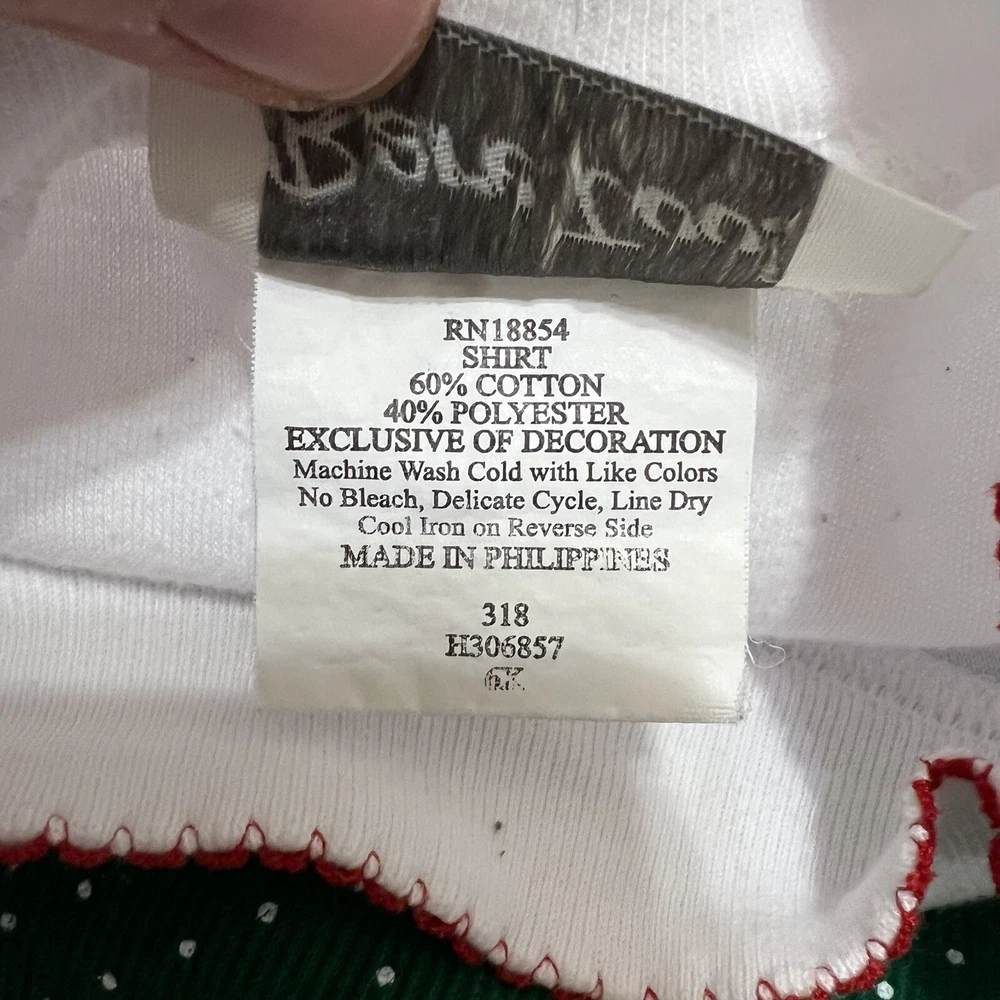 RN18854
SHIRT
60% COTTON
40% POLYESTER
EXCLUSIVE OF DECORATION
Machine Wash Cold with Like Colors
No Bleach, Delicate Cycle, Line Dry
Cool Iron on Reverse Side
MADE IN PHILIPPINES
318
H306857